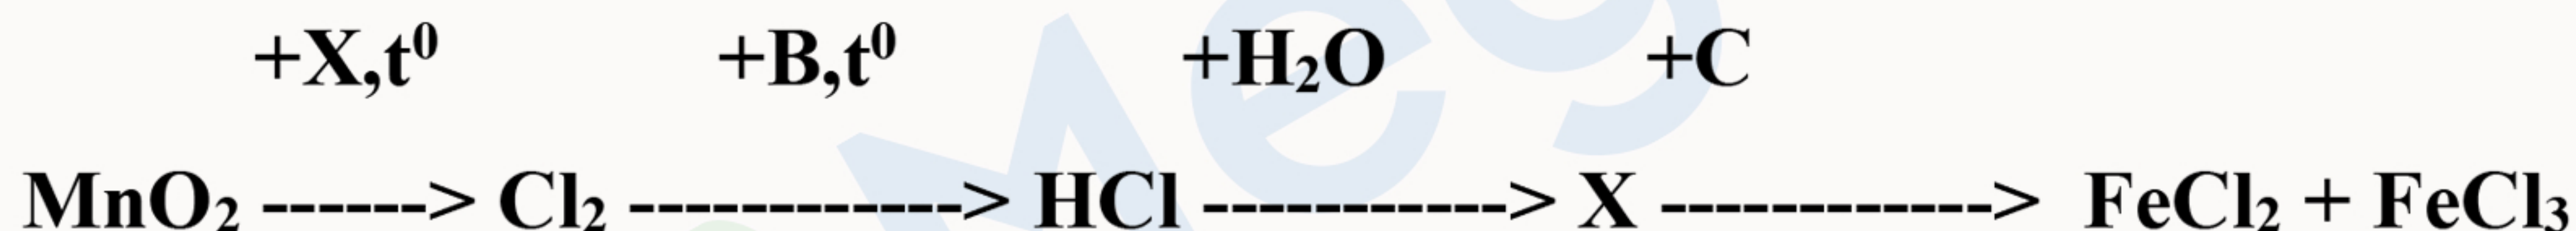 +X,t⁰ +B,t⁰ +H₂O +C
MnO₂ ------> Cl₂ ------------> HCl -----------> X ------------> FeCl₂ + FeCl₃